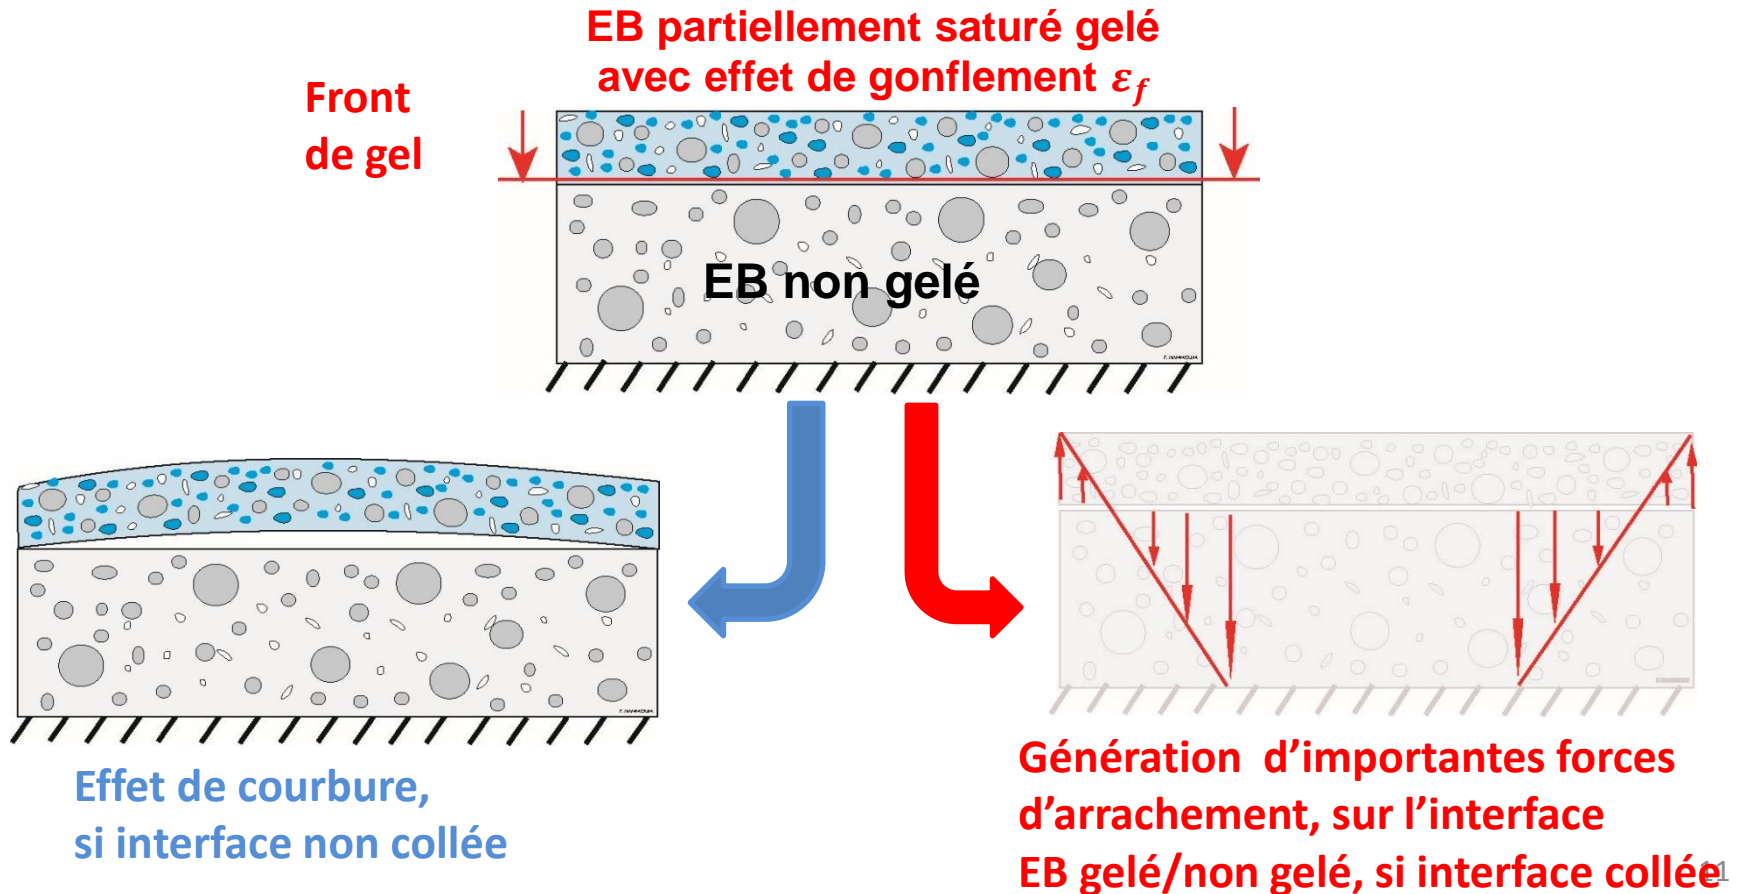 EB partiellement saturé gelé
avec effet de gonflement εf
Front
de gel
EB non gelé
Effet de courbure,
si interface non collée
Génération d’importantes forces
d’arrachement, sur l’interface
EB gelé/non gelé, si interface collée
11